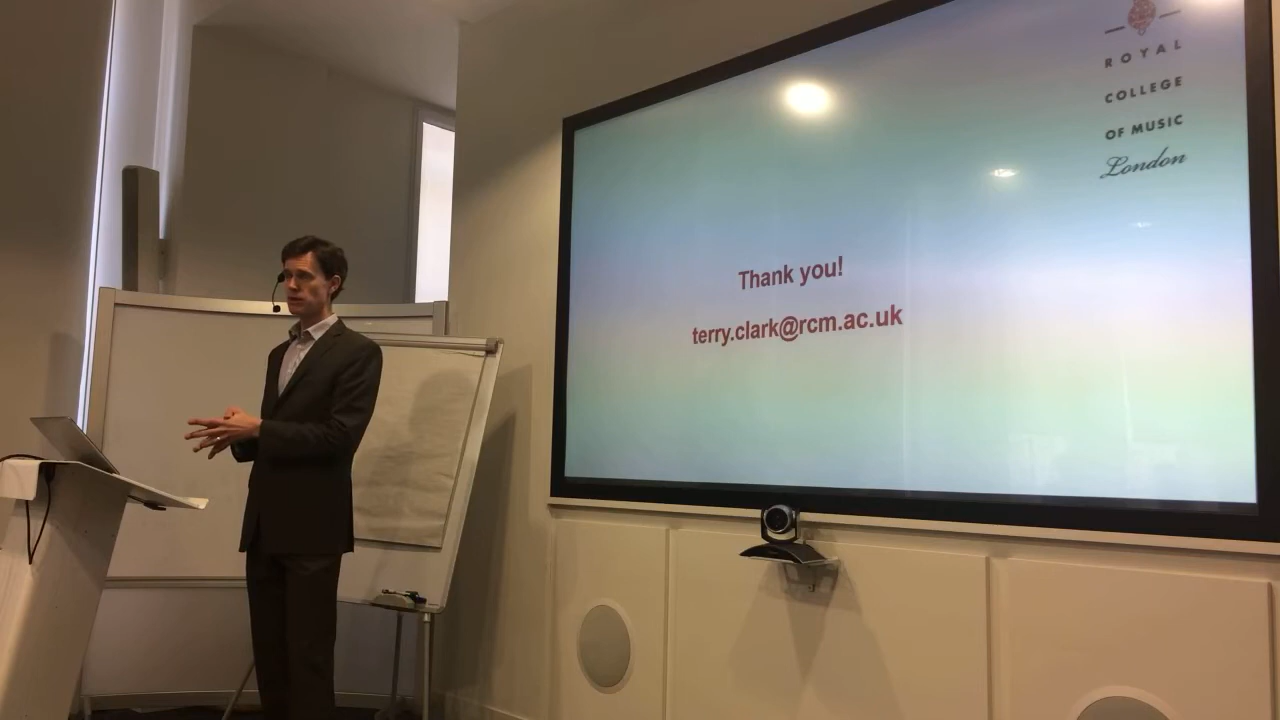 ROYAL
COLLEGE
OF MUSIC
London
Thank you!
terry.clark@rcm.ac.uk